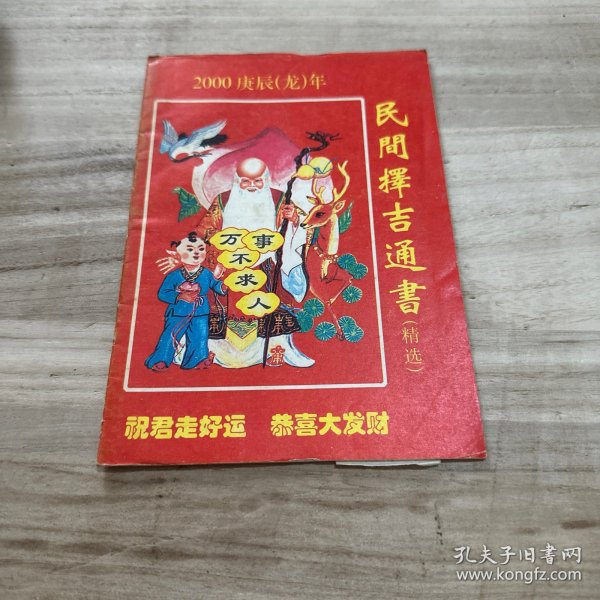 2000 庚辰(龙)年
民間擇吉通書(精选)
万事
不
求
人
祝君走好运 恭喜大发财
孔夫子旧书网
www.kongfz.com